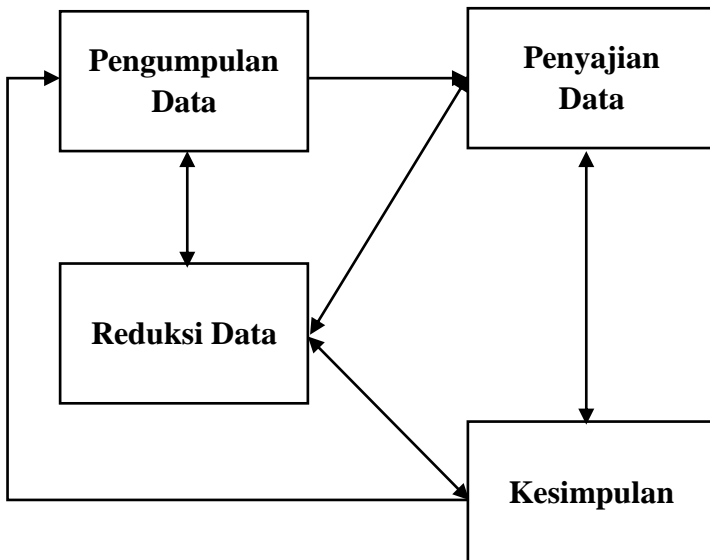 Pengumpulan
Data
Penyajian
Data
Reduksi Data
Kesimpulan